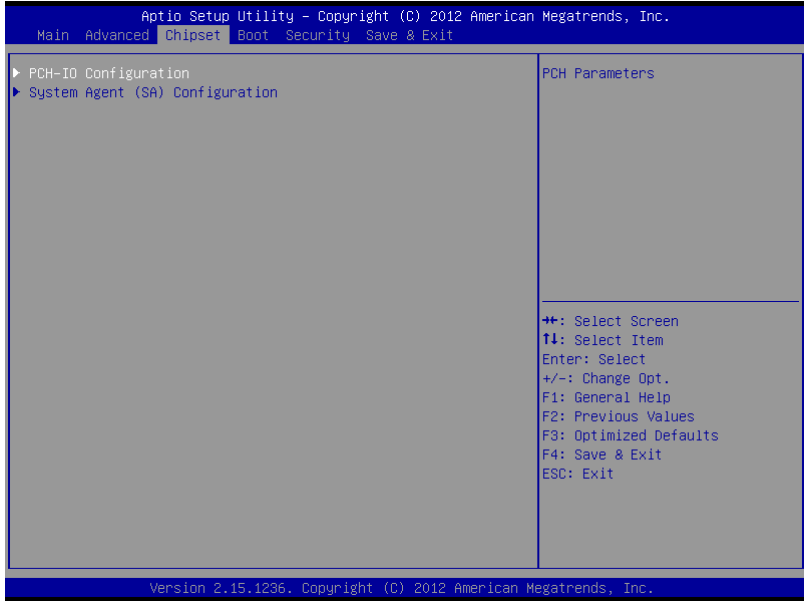 Aptio Setup Utility – Copyright (C) 2012 American Megatrends, Inc.
Main Advanced Chipset Boot Security Save & Exit
▶ PCH-IO Configuration
▶ System Agent (SA) Configuration
PCH Parameters
→←: Select Screen
↑↓: Select Item
Enter: Select
+/-: Change Opt.
F1: General Help
F2: Previous Values
F3: Optimized Defaults
F4: Save & Exit
ESC: Exit
Version 2.15.1236. Copyright (C) 2012 American Megatrends, Inc.